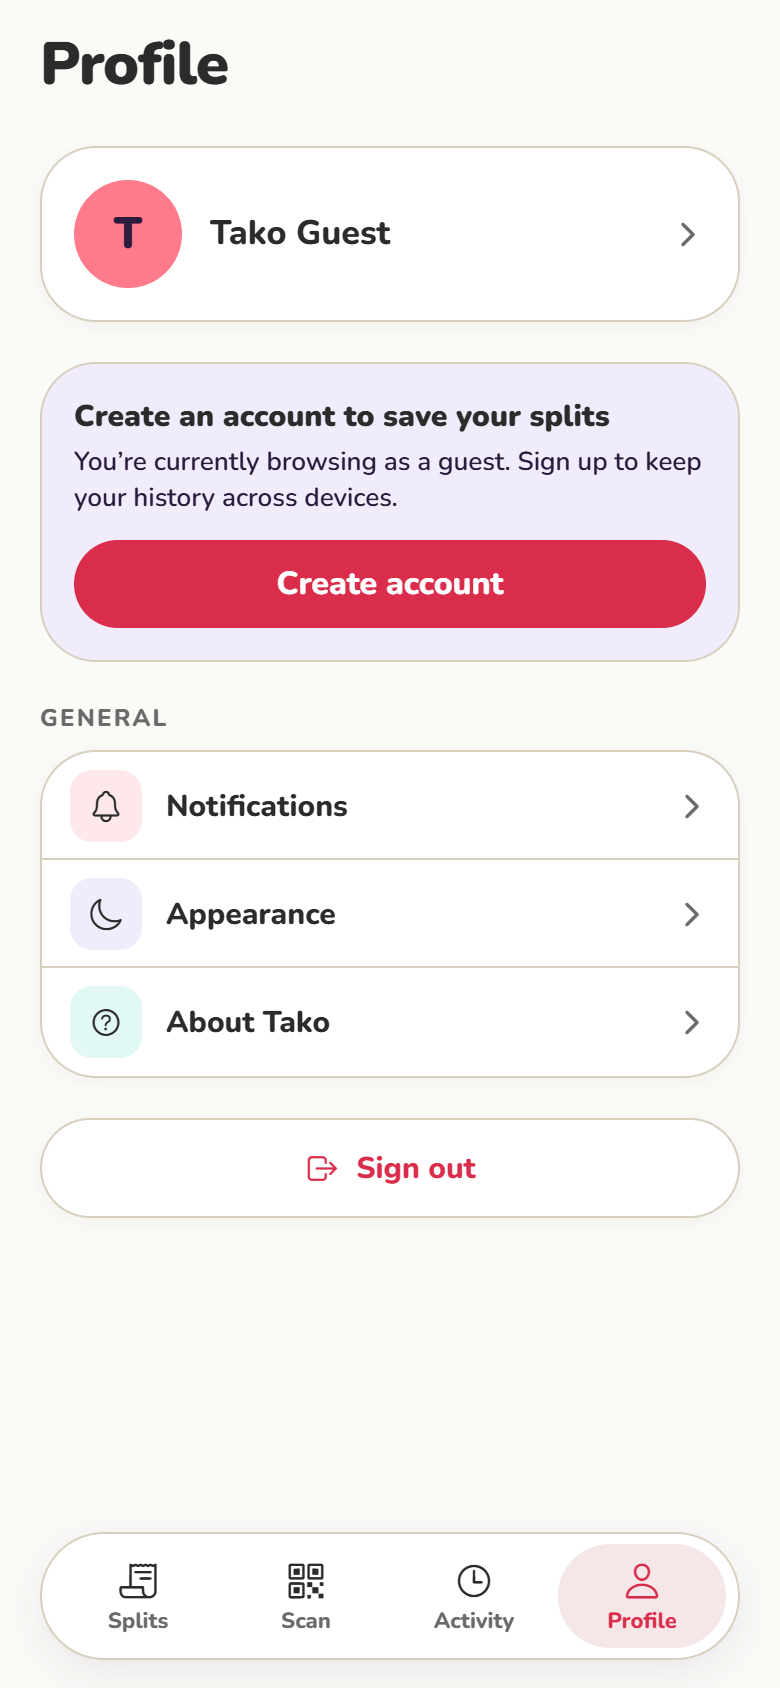 Profile
T
Tako Guest
Create an account to save your splits
You’re currently browsing as a guest. Sign up to keep
your history across devices.
Create account
GENERAL
Notifications
Appearance
About Tako
Sign out
Splits
Scan
Activity
Profile